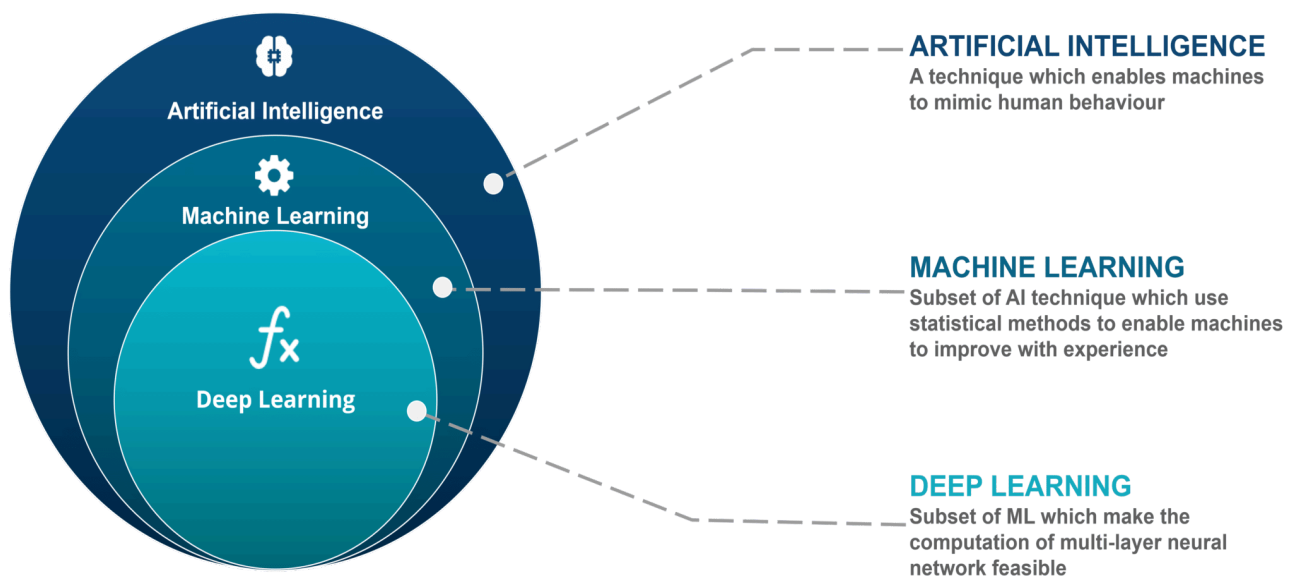 Artificial Intelligence
Machine Learning
fx
Deep Learning
ARTIFICIAL INTELLIGENCE
A technique which enables machines
to mimic human behaviour
MACHINE LEARNING
Subset of AI technique which use
statistical methods to enable machines
to improve with experience
DEEP LEARNING
Subset of ML which make the
computation of multi-layer neural
network feasible